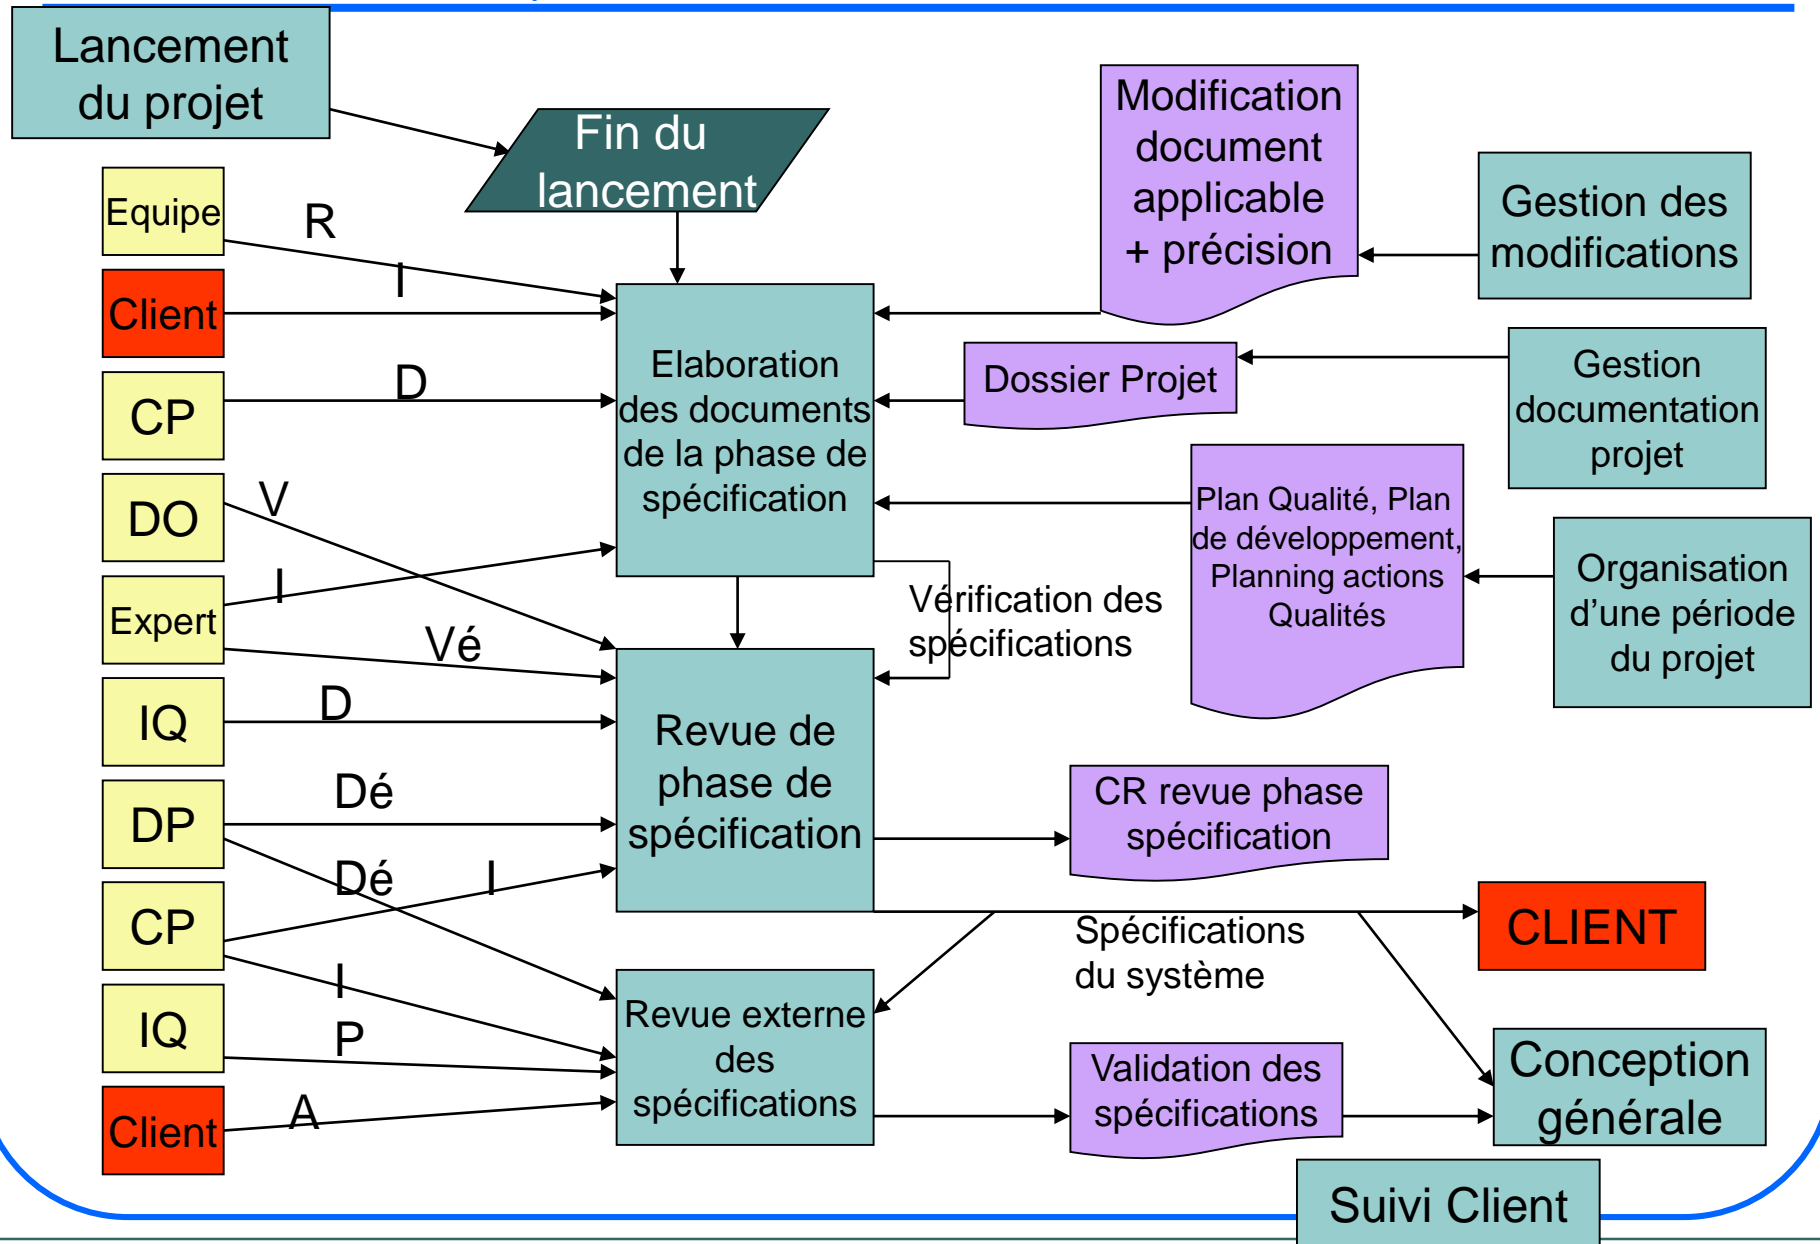 Lancement
du projet
Fin du
lancement
Modification
document
applicable
+ précision
Gestion des
modifications
Equipe
R
Client
I
CP
D
DO
V
Expert
I
Vé
IQ
D
DP
Dé
Dé
CP
I
I
IQ
P
Client
A
Elaboration
des documents
de la phase de
spécification
Dossier Projet
Gestion
documentation
projet
Plan Qualité, Plan
de développement,
Planning actions
Qualités
Organisation
d’une période
du projet
Vérification des
spécifications
Revue de
phase de
spécification
CR revue phase
spécification
CLIENT
Spécifications
du système
Revue externe
des
spécifications
Validation des
spécifications
Conception
générale
Suivi Client